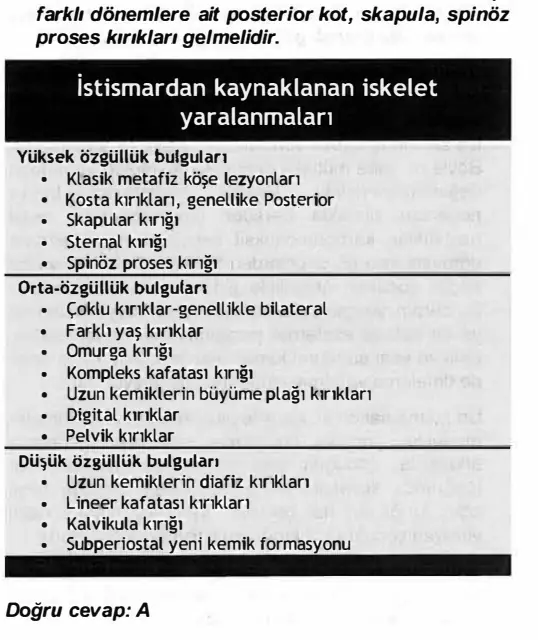 farklı dönemlere ait posterior kot, skapula, spinöz
proses kırıkları gelmelidir.
İstismardan kaynaklanan iskelet
yaralanmaları
Yüksek özgüllük bulguları
• Klasik metafiz köşe lezyonları
• Kosta kırıkları, genellike Posterior
• Skapular kırığı
• Sternal kırığı
• Spinöz proses kırığı
Orta-özgüllük bulguları
• Çoklu kırıklar-genellikle bilateral
• Farklı yaş kırıklar
• Omurga kırığı
• Kompleks kafatası kırığı
• Uzun kemiklerin büyüme plağı kırıkları
• Digital kırıklar
• Pelvik kırıklar
Düşük özgüllük bulguları
• Uzun kemiklerin diafiz kırıkları
• Lineer kafatası kırıkları
• Kalvikula kırığı
• Subperiostal yeni kemik formasyonu
Doğru cevap: A